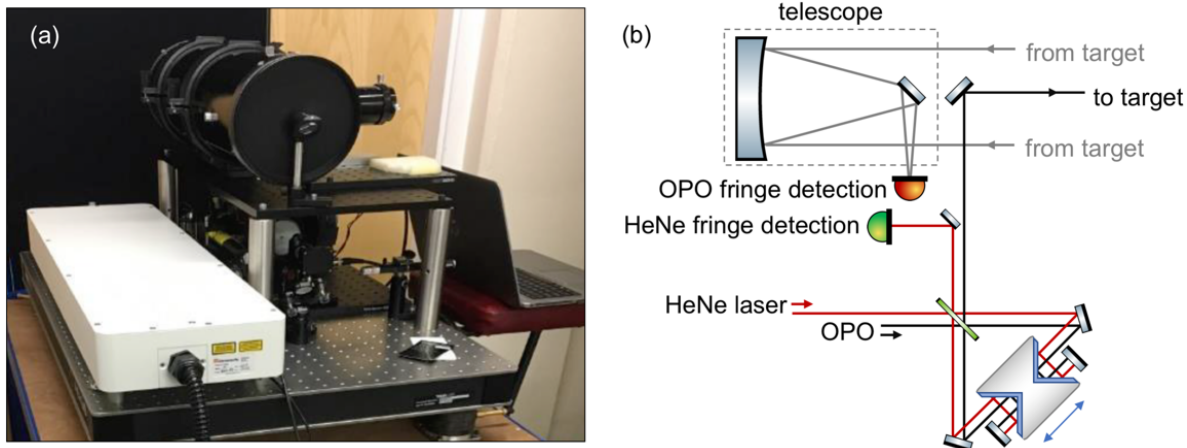 (a)
(b)
telescope
from target
to target
from target
OPO fringe detection
HeNe fringe detection
HeNe laser
OPO